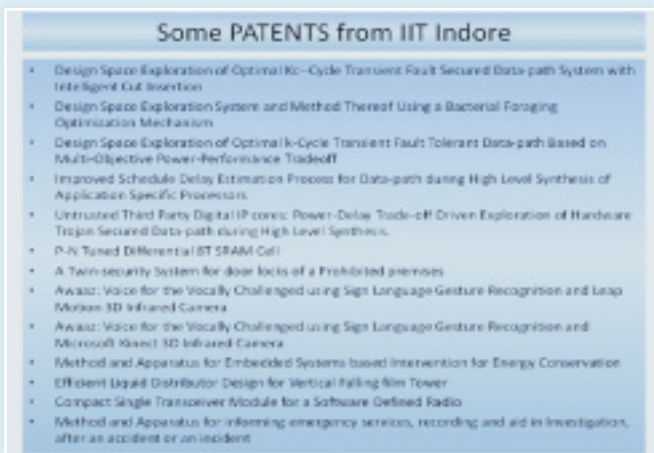 Some PATENTS from IIT Indore
• Design Space Exploration of Optimal Kc-Cycle Transient Fault Secured Data-path System with
Intelligent Cut Insertion
• Design Space Exploration System and Method Thereof Using a Bacterial Foraging
Optimization Mechanism
• Design Space Exploration of Optimal k-Cycle Transient Fault Tolerant Data-path Based on
Multi-Objective Power-Performance Tradeoff
• Improved Schedule Delay Estimation Process for Data-path during High Level Synthesis of
Application Specific Processors
• Untrusted Third Party Digital IP cores: Power-Delay Trade-off Driven Exploration of Hardware
Trojan Secured Data-path during High Level Synthesis.
• P-N Tuned Differential 8T SRAM Cell
• A Twin-security System for door locks of a Prohibited premises
• Awaaz: Voice for the Vocally Challenged using Sign Language Gesture Recognition and Leap
Motion 3D Infrared Camera
• Awaaz: Voice for the Vocally Challenged using Sign Language Gesture Recognition and
Microsoft Kinect 3D Infrared Camera
• Method and Apparatus for Embedded Systems based Intervention for Energy Conservation
• Efficient Liquid Distributor Design for Vertical Falling film Tower
• Compact Single Transceiver Module for a Software Defined Radio
• Method and Apparatus for informing emergency services, recording and aid in Investigation,
after an accident or an incident